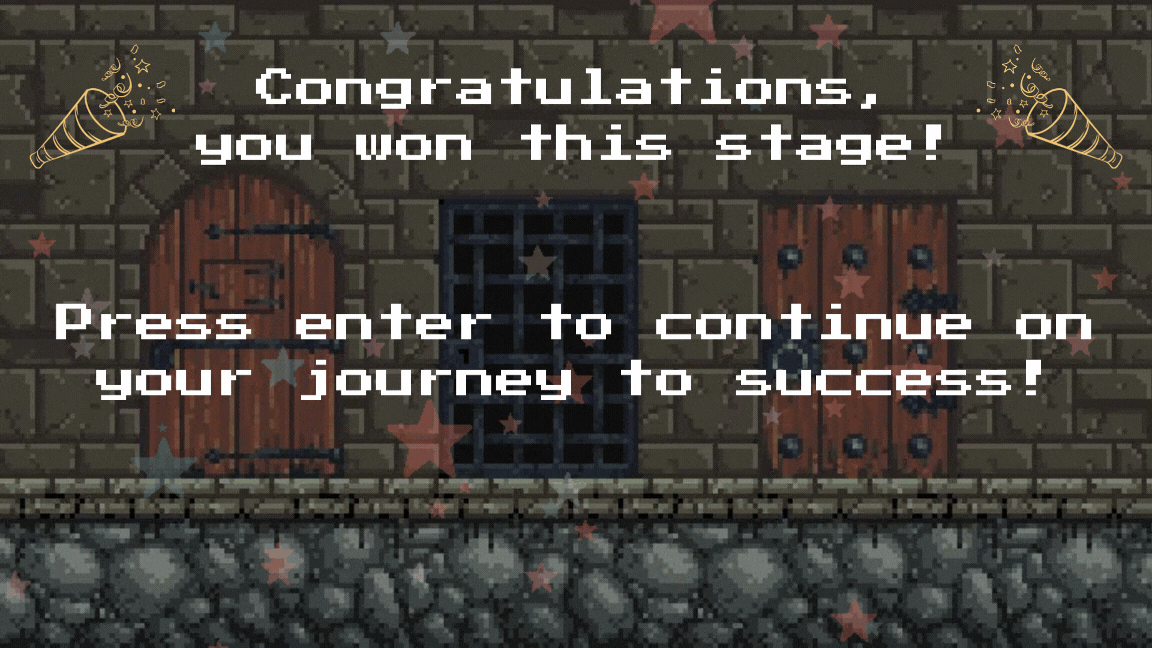 Congratulations,
you won this stage!
Press enter to continue on
your journey to success!